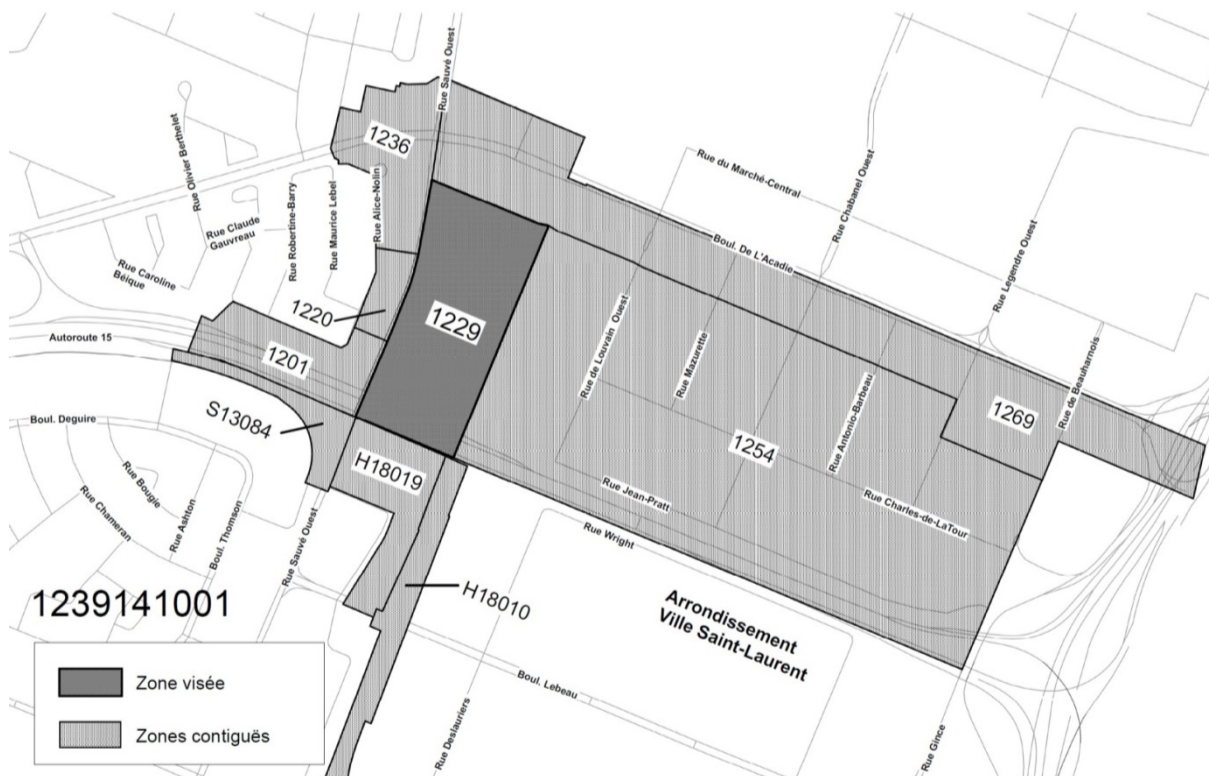 Rue Sauvé Ouest
1236
Rue Olivier Berthelet
Rue du Marché-Central
Rue Chabanel Ouest
Rue Robertine-Barry
Rue Maurice Lebel
Rue Alice-Nolin
Rue Claude
Gauvreau
Boul. De L'Acadie
Rue Legendre Ouest
Rue Caroline
Béique
1220
1229
Autoroute 15
1201
Rue de Louvain Ouest
Rue Mazurette
Rue Antonio-Barbeau
Rue de Beauharnois
1269
S13084
Boul. Deguire
1254
H18019
Rue Bougie
Rue Chameran
Rue Ashton
Boul. Thomson
Rue Sauvé Ouest
Rue Jean-Pratt
Rue Charles-de-LaTour
Rue Wright
1239141001
H18010
Arrondissement
Ville Saint-Laurent
Zone visée
Zones contiguës
Boul. Lebeau
Rue Deslauriers
Rue Gince